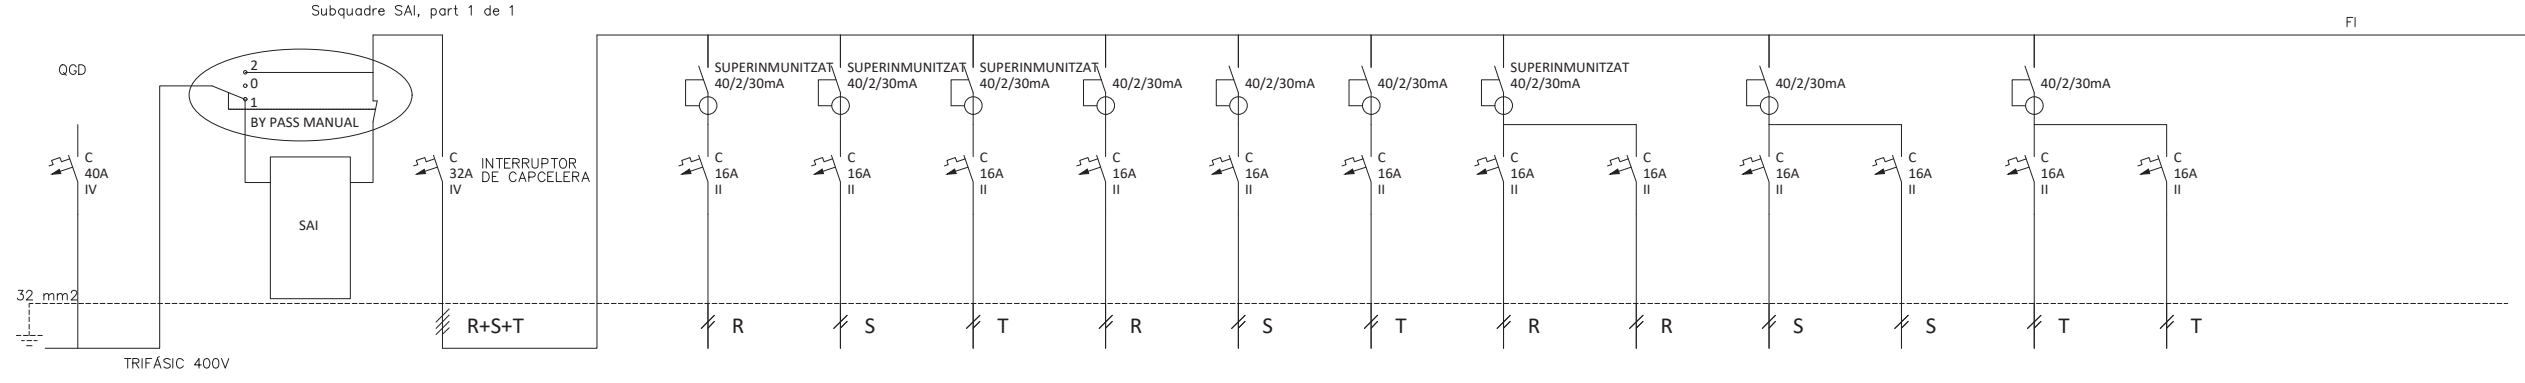 Subquadre SAI, part 1 de 1
FI
QGD
2
0
1
BY PASS MANUAL
SUPERINMUNITZAT
40/2/30mA
SUPERINMUNITZAT
40/2/30mA
SUPERINMUNITZAT
40/2/30mA
40/2/30mA
40/2/30mA
40/2/30mA
SUPERINMUNITZAT
40/2/30mA
40/2/30mA
40/2/30mA
C
40A
IV
SAI
C
32A
IV
INTERRUPTOR
DE CAPCELERA
C
16A
II
C
16A
II
C
16A
II
C
16A
II
C
16A
II
C
16A
II
C
16A
II
C
16A
II
C
16A
II
C
16A
II
C
16A
II
C
16A
II
32 mm2
R+S+T
R
S
T
R
S
T
R
R
S
S
T
T
TRIFÁSIC 400V